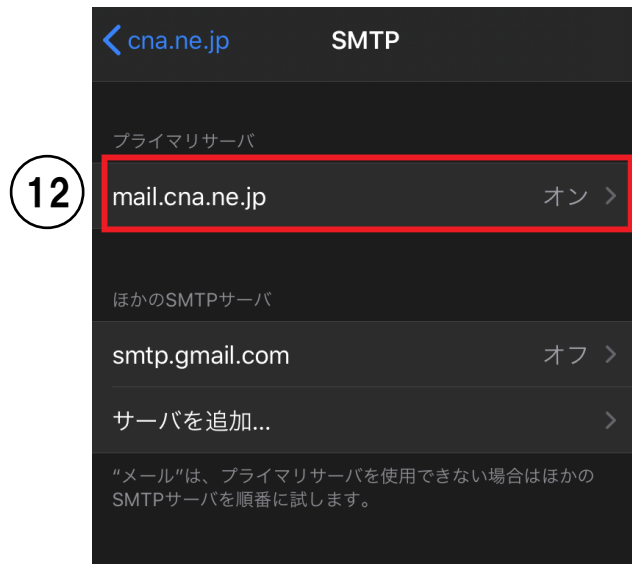 cna.ne.jp SMTP
プライマリサーバ
12 mail.cna.ne.jp オン
ほかのSMTPサーバ
smtp.gmail.com オフ
サーバを追加...
“メール”は、プライマリサーバを使用できない場合はほかの
SMTPサーバを順番に試します。